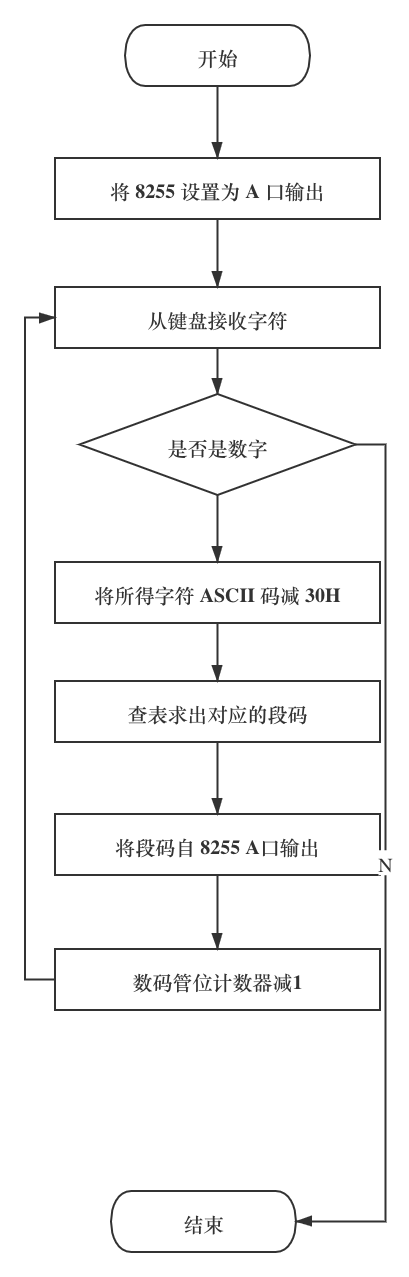 开始
将 8255 设置为 A 口输出
从键盘接收字符
是否是数字
将所得字符 ASCII 码减 30H
查表求出对应的段码
将段码自 8255 A口输出
N
数码管位计数器减1
结束